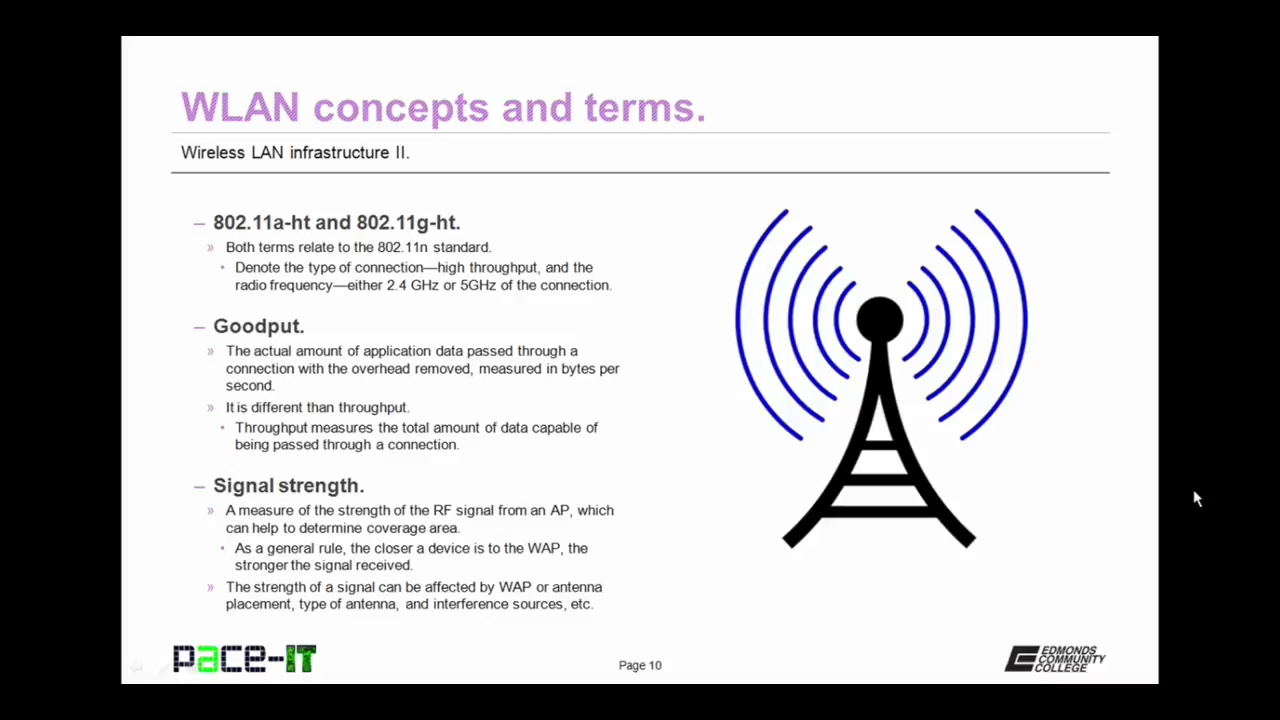 WLAN concepts and terms.
Wireless LAN infrastructure II.
– 802.11a-ht and 802.11g-ht.
» Both terms relate to the 802.11n standard.
• Denote the type of connection—high throughput, and the
radio frequency—either 2.4 GHz or 5GHz of the connection.
– Goodput.
» The actual amount of application data passed through a
connection with the overhead removed, measured in bytes per
second.
» It is different than throughput.
• Throughput measures the total amount of data capable of
being passed through a connection.
– Signal strength.
» A measure of the strength of the RF signal from an AP, which
can help to determine coverage area.
• As a general rule, the closer a device is to the WAP, the
stronger the signal received.
» The strength of a signal can be affected by WAP or antenna
placement, type of antenna, and interference sources, etc.
pace-IT
Page 10
EDMONDS
COMMUNITY
COLLEGE